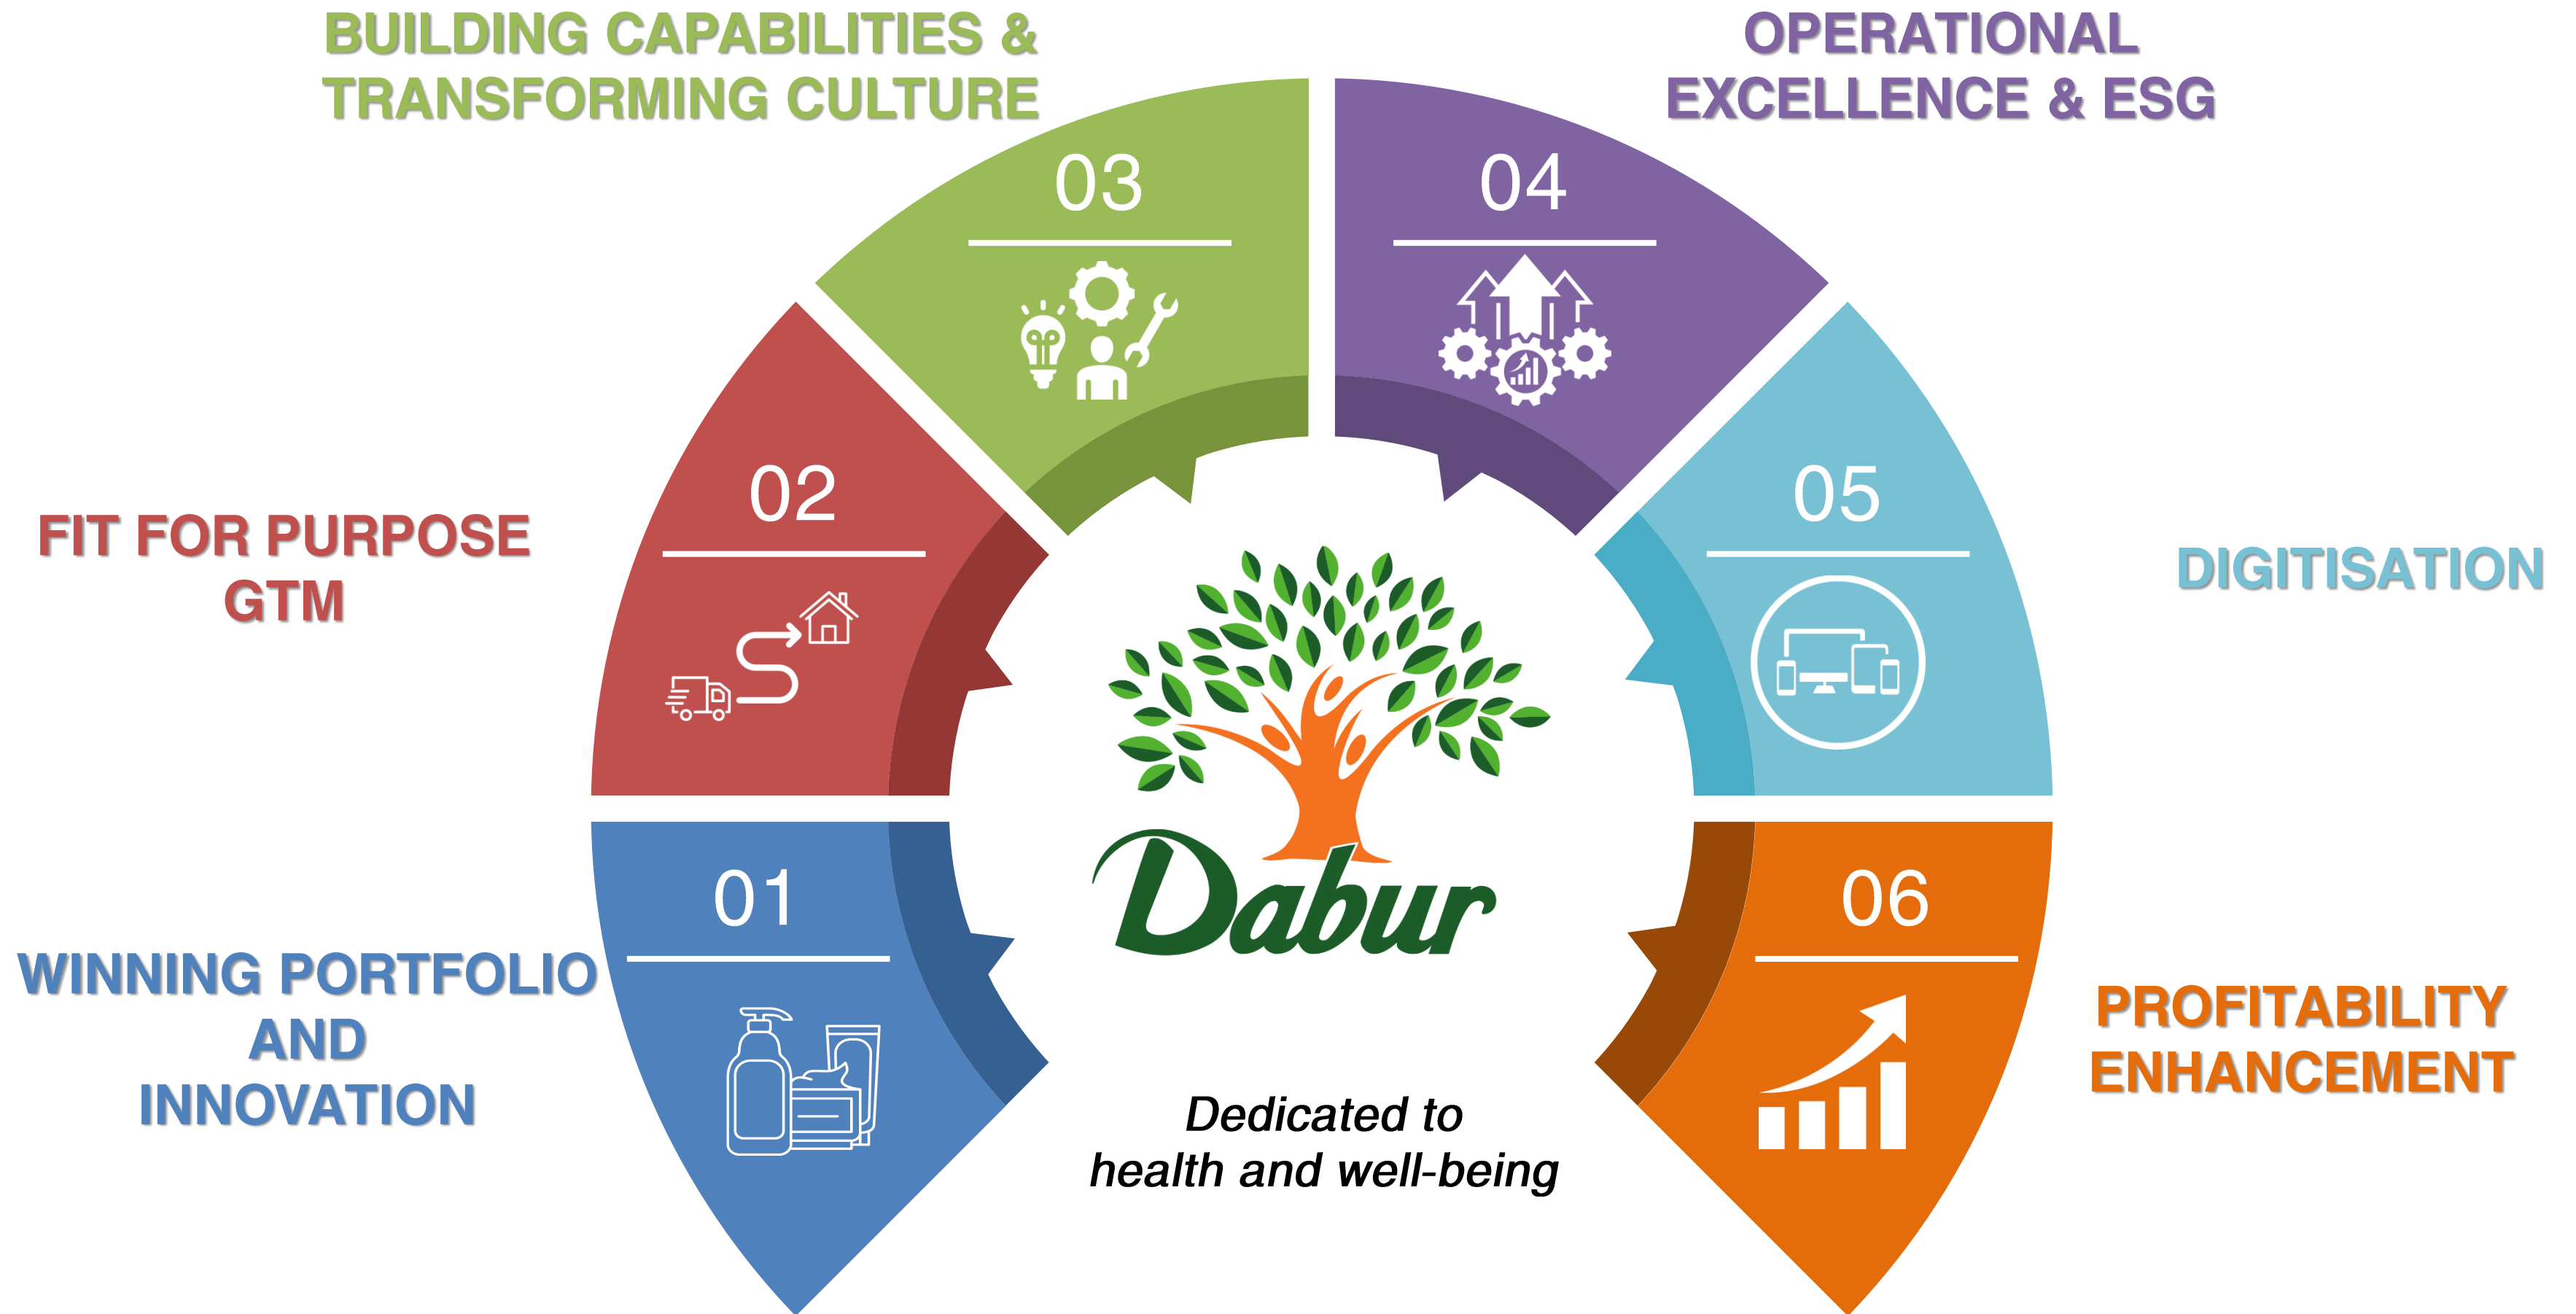 BUILDING CAPABILITIES &
TRANSFORMING CULTURE
OPERATIONAL
EXCELLENCE & ESG
03
04
02
05
FIT FOR PURPOSE
GTM
DIGITISATION
Dabur
01
06
WINNING PORTFOLIO
AND
INNOVATION
PROFITABILITY
ENHANCEMENT
Dedicated to
health and well-being